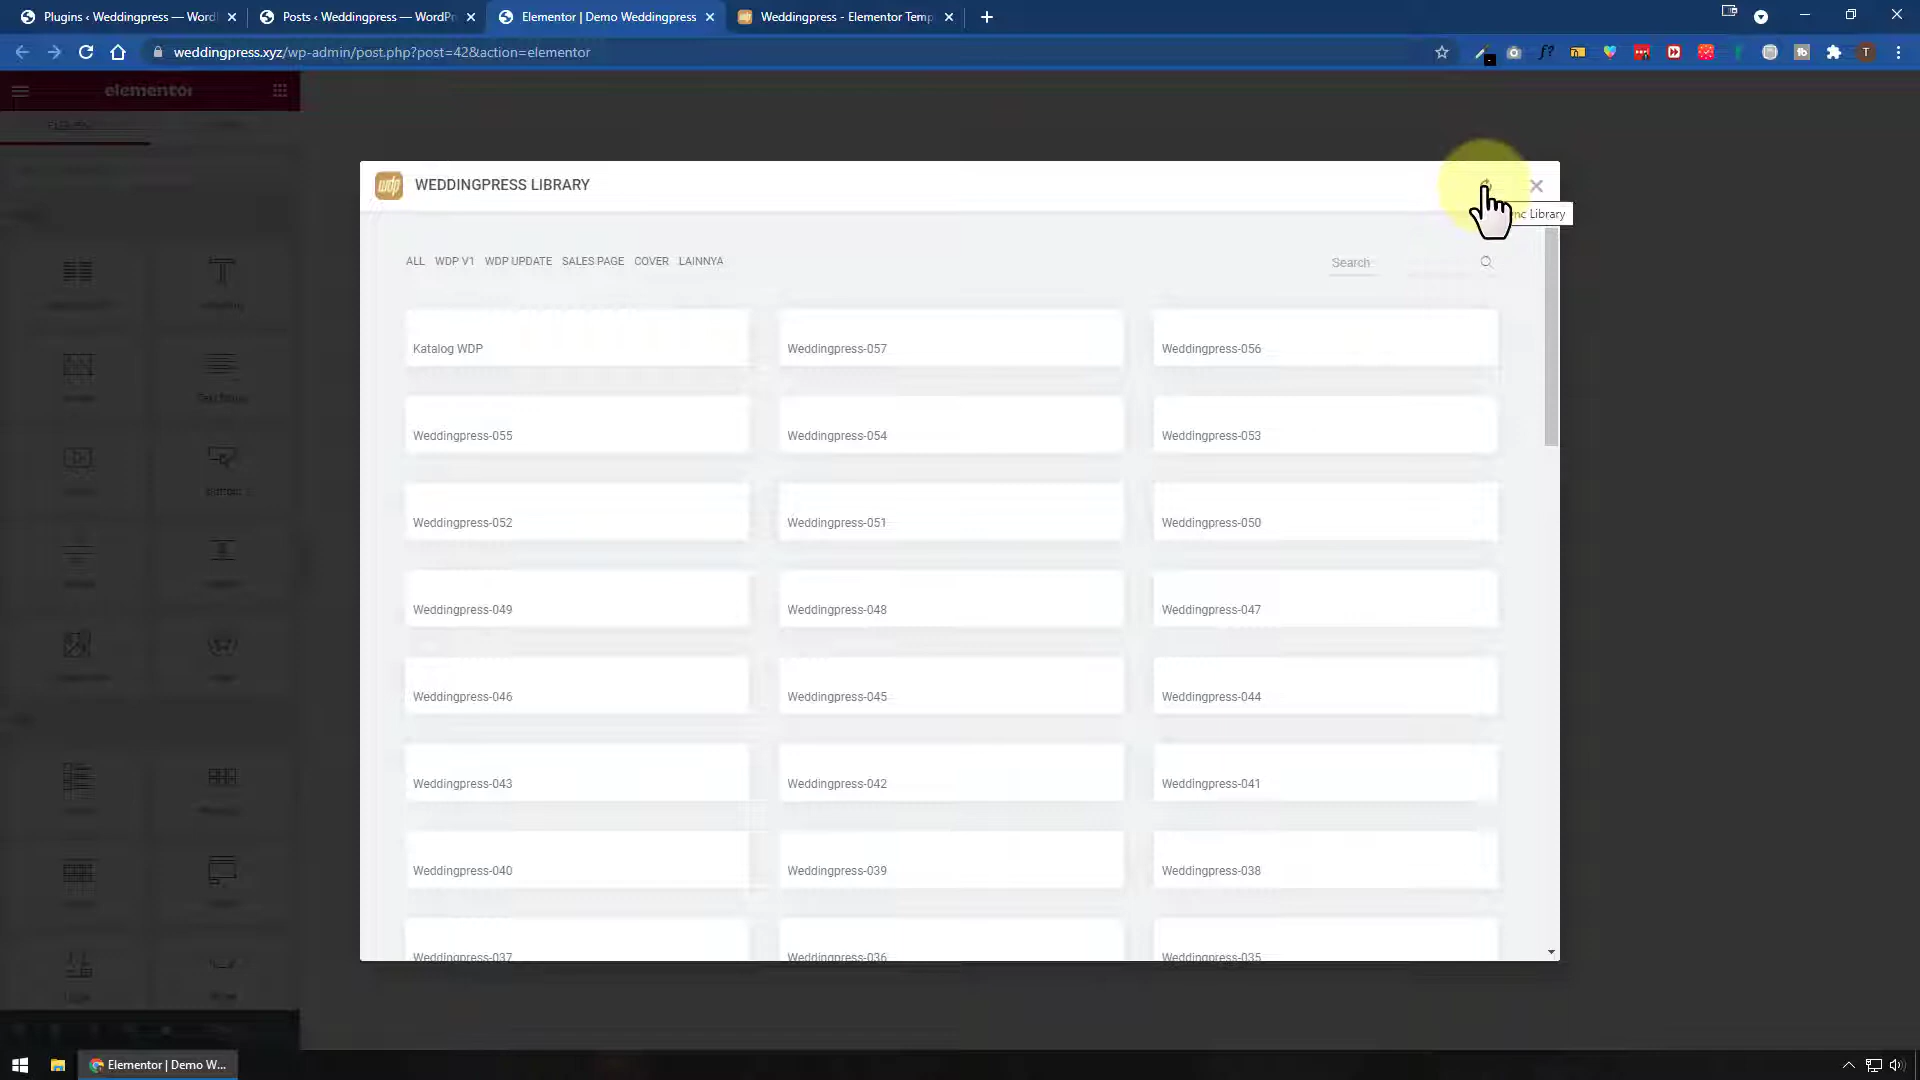 Plugins ‹ Weddingpress — Word
Posts ‹ Weddingpress — WordPr
Elementor | Demo Weddingpress
Weddingpress - Elementor Temp
weddingpress.xyz/wp-admin/post.php?post=42&action=elementor
elementor
WEDDINGPRESS LIBRARY
nc Library
ALL WDP V1 WDP UPDATE SALES PAGE COVER LAINNYA
Search
Katalog WDP
Weddingpress-057
Weddingpress-056
Weddingpress-055
Weddingpress-054
Weddingpress-053
Weddingpress-052
Weddingpress-051
Weddingpress-050
Weddingpress-049
Weddingpress-048
Weddingpress-047
Weddingpress-046
Weddingpress-045
Weddingpress-044
Weddingpress-043
Weddingpress-042
Weddingpress-041
Weddingpress-040
Weddingpress-039
Weddingpress-038
Weddingpress-037
Weddingpress-036
Weddingpress-035
Elementor | Demo W...